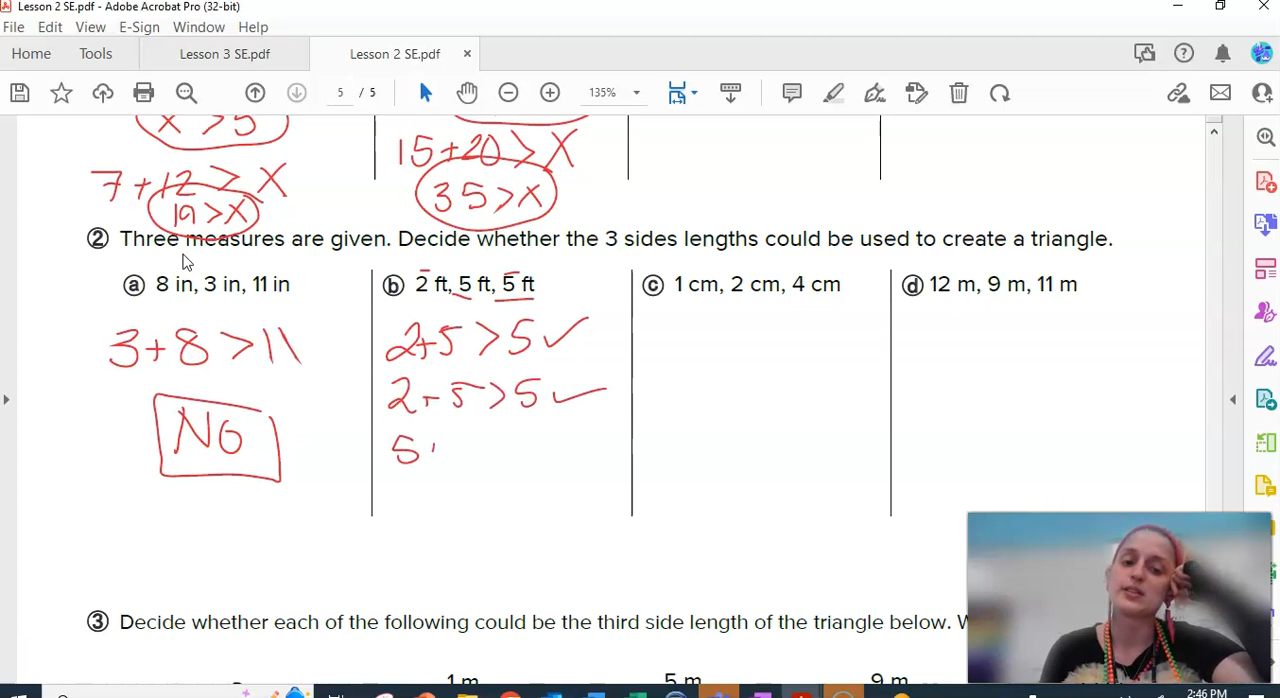 Lesson 2 SE.pdf - Adobe Acrobat Pro (32-bit)
File Edit View E-Sign Window Help
Home Tools Lesson 3 SE.pdf Lesson 2 SE.pdf ×
5 / 5 135%
x > 5
15+20 > X
7+12 > X
35 > X
19 > X
② Three measures are given. Decide whether the 3 sides lengths could be used to create a triangle.
ⓐ 8 in, 3 in, 11 in ⓑ 2 ft, 5 ft, 5 ft ⓒ 1 cm, 2 cm, 4 cm ⓓ 12 m, 9 m, 11 m
3+8 > 11 2+5 > 5 ✓
2+5 > 5 ✓
NO
5
③ Decide whether each of the following could be the third side length of the triangle below. W
1 m 5 m 9 m
2:46 PM